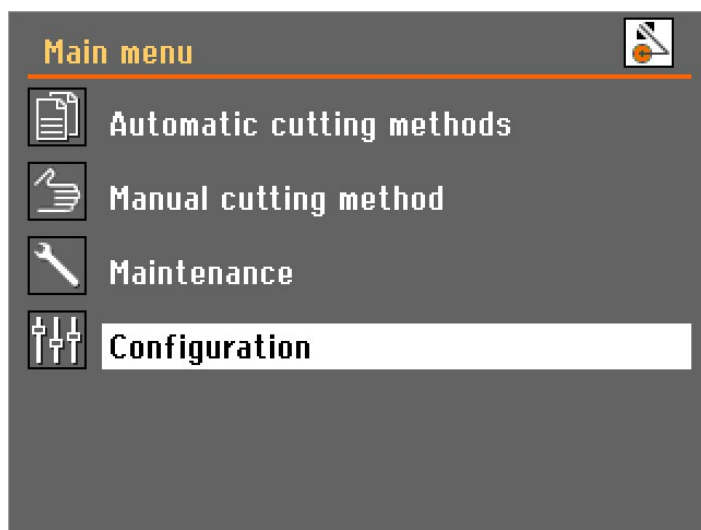 Main menu
Automatic cutting methods
Manual cutting method
Maintenance
Configuration